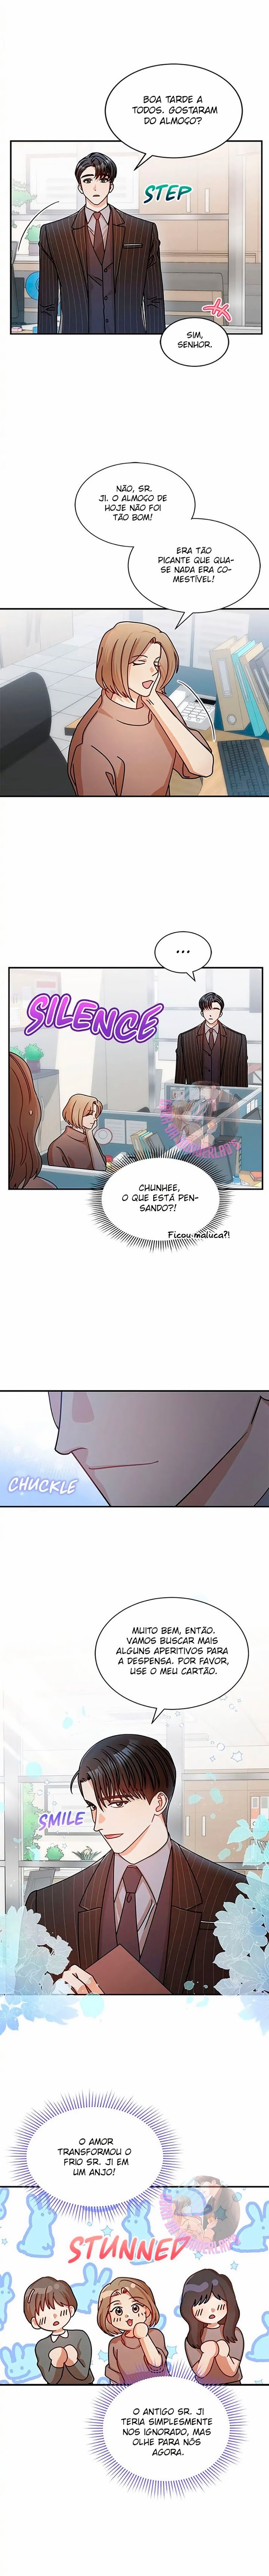 BOA TARDE A
TODOS. GOSTARAM
DO ALMOÇO?
STEP
SIM,
SENHOR.
NÃO, SR.
JI. O ALMOÇO DE
HOJE NÃO FOI
TÃO BOM!
ERA TÃO
PICANTE QUE QUA-
SE NADA ERA CO-
MESTÍVEL!
...
SILENCE
CHUNHEE,
O QUE ESTÁ PEN-
SANDO?!
Ficou maluca?!
CHUCKLE
MUITO BEM, ENTÃO.
VAMOS BUSCAR MAIS
ALGUNS APERITIVOS PARA
A DESPENSA. POR FAVOR,
USE O MEU CARTÃO.
SMILE
O AMOR
TRANSFORMOU O
FRIO SR. JI EM
UM ANJO!
STUNNED
O ANTIGO SR. JI
TERIA SIMPLESMENTE
NOS IGNORADO, MAS
OLHE PARA NÓS
AGORA.